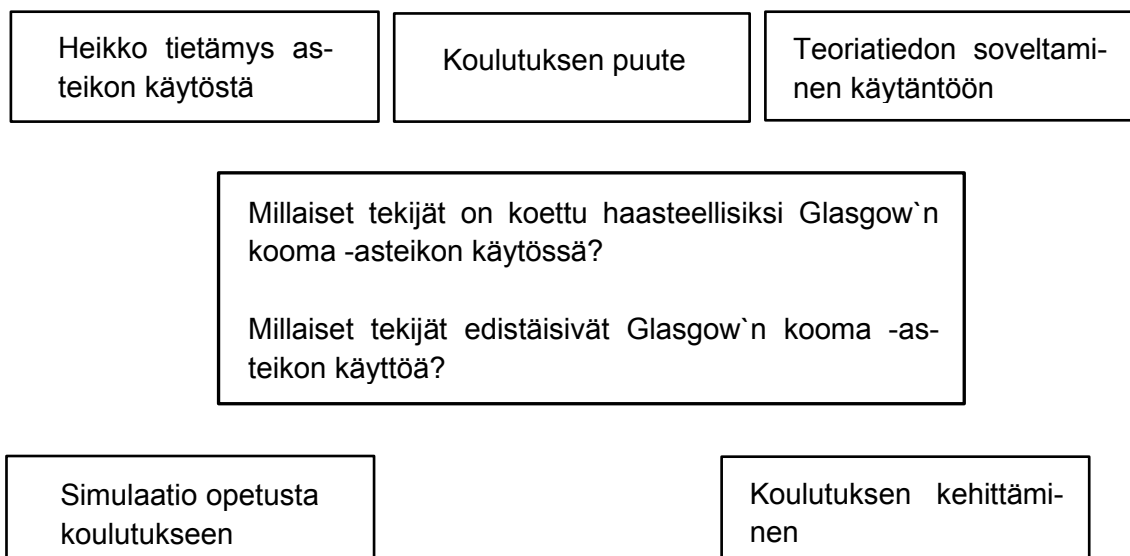 Heikko tietämys as-
teikon käytöstä
Koulutuksen puute
Teoriatiedon soveltami-
nen käytäntöön
Millaiset tekijät on koettu haasteellisiksi Glasgow`n
kooma -asteikon käytössä?
Millaiset tekijät edistäisivät Glasgow`n kooma -as-
teikon käyttöä?
Simulaatio opetusta
koulutukseen
Koulutuksen kehittämi-
nen